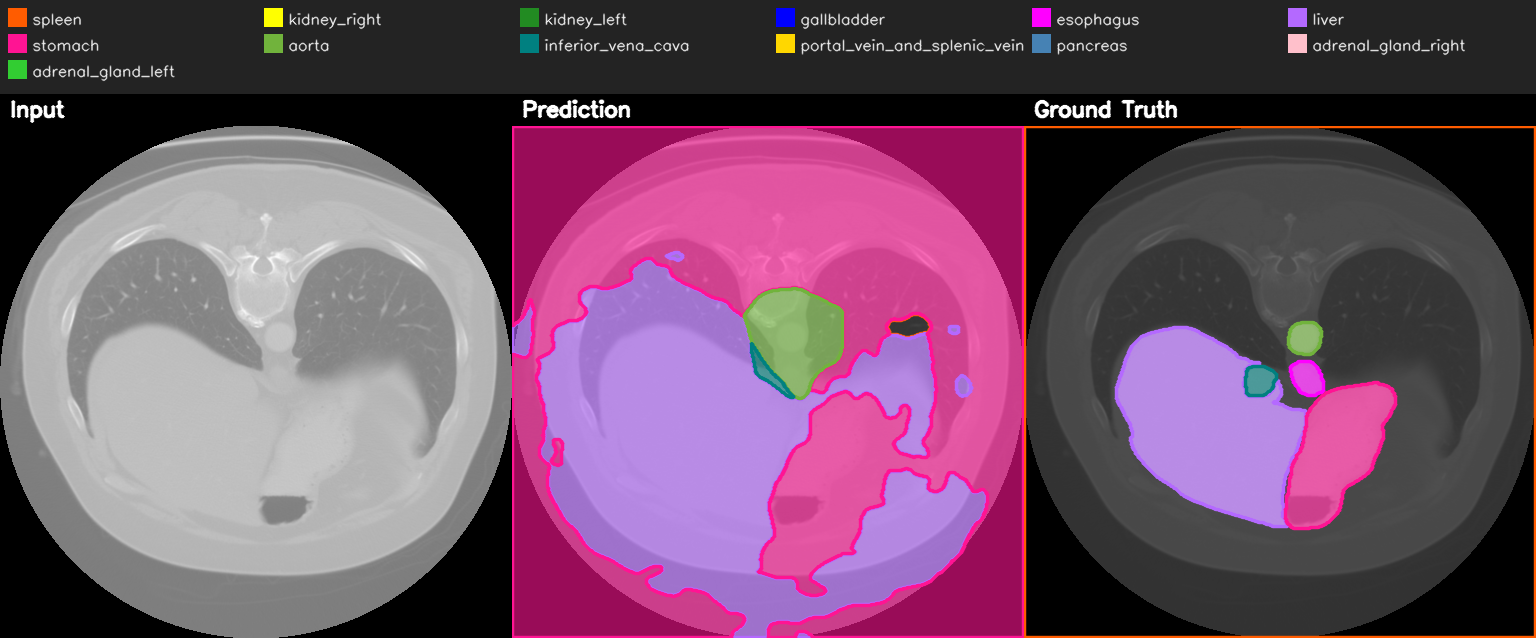 spleen kidney_right kidney_left gallbladder esophagus liver
stomach aorta inferior_vena_cava portal_vein_and_splenic_vein pancreas adrenal_gland_right
adrenal_gland_left
Input Prediction Ground Truth